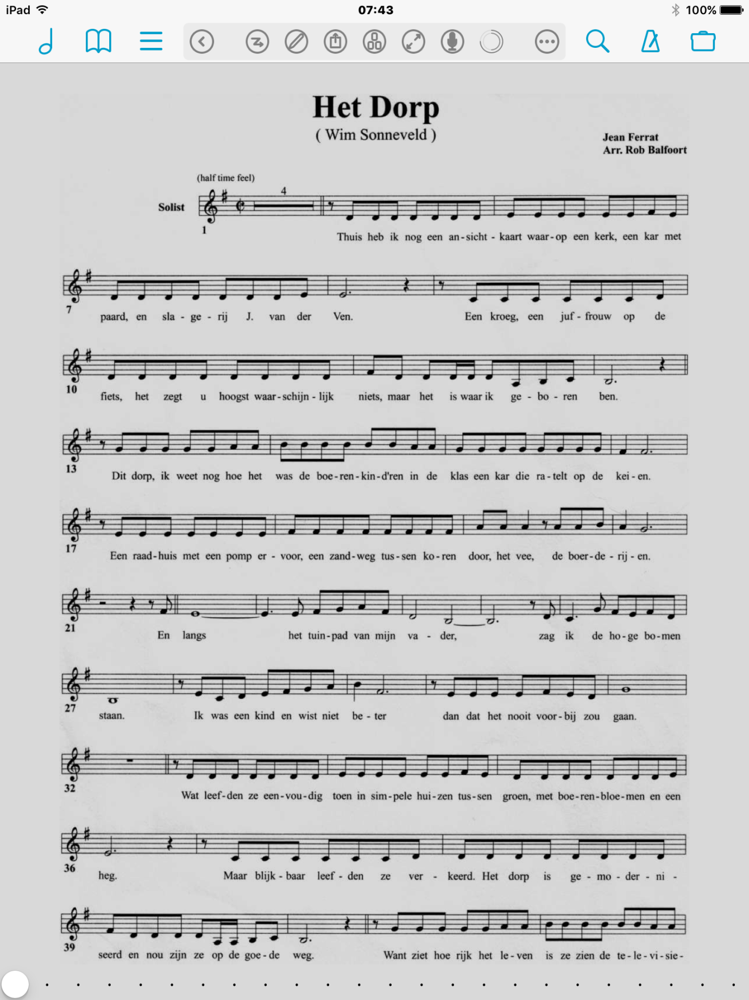 iPad 07:43 100%
Het Dorp
( Wim Sonneveld )
Jean Ferrat
Arr. Rob Balfoort
(half time feel)
4
Solist
1
Thuis heb ik nog een an - sicht - kaart waar - op een kerk, een kar met
7
paard, en sla - ge - rij J. van der Ven. Een kroeg, een juf - frouw op de
10
fiets, het zegt u hoogst waar - schijn - lijk niets, maar het is waar ik ge - bo - ren ben.
13
Dit dorp, ik weet nog hoe het was de boe - ren - kin - d'ren in de klas een kar die ra - telt op de kei - en.
17
Een raad - huis met een pomp er - voor, een zand - weg tus - sen ko - ren door, het vee, de boer - de - rij - en.
21
En langs het tuin - pad van mijn va - der, zag ik de ho - ge bo - men
27
staan. Ik was een kind en wist niet be - ter dan dat het nooit voor - bij zou gaan.
32
Wat leef - den ze een - vou - dig toen in sim - pele hui - zen tus - sen groen, met boe - ren - bloe - men en een
36
heg. Maar blijk - baar leef - den ze ver - keerd. Het dorp is ge - mo - der - ni -
39
seerd en nou zijn ze op de goe - de weg. Want ziet hoe rijk het le - ven is ze zien de te - le - vi - sie -